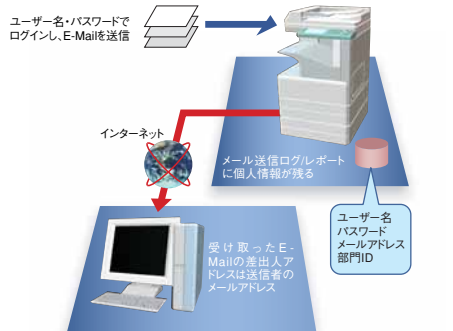 ユーザー名・パスワードで
ログインし、E-Mailを送信
インターネット
メール送信ログ/レポート
に個人情報が残る
ユーザー名
パスワード
メールアドレス
部門ID
受け取ったE-
Mailの差出人ア
ドレスは送信者の
メールアドレス